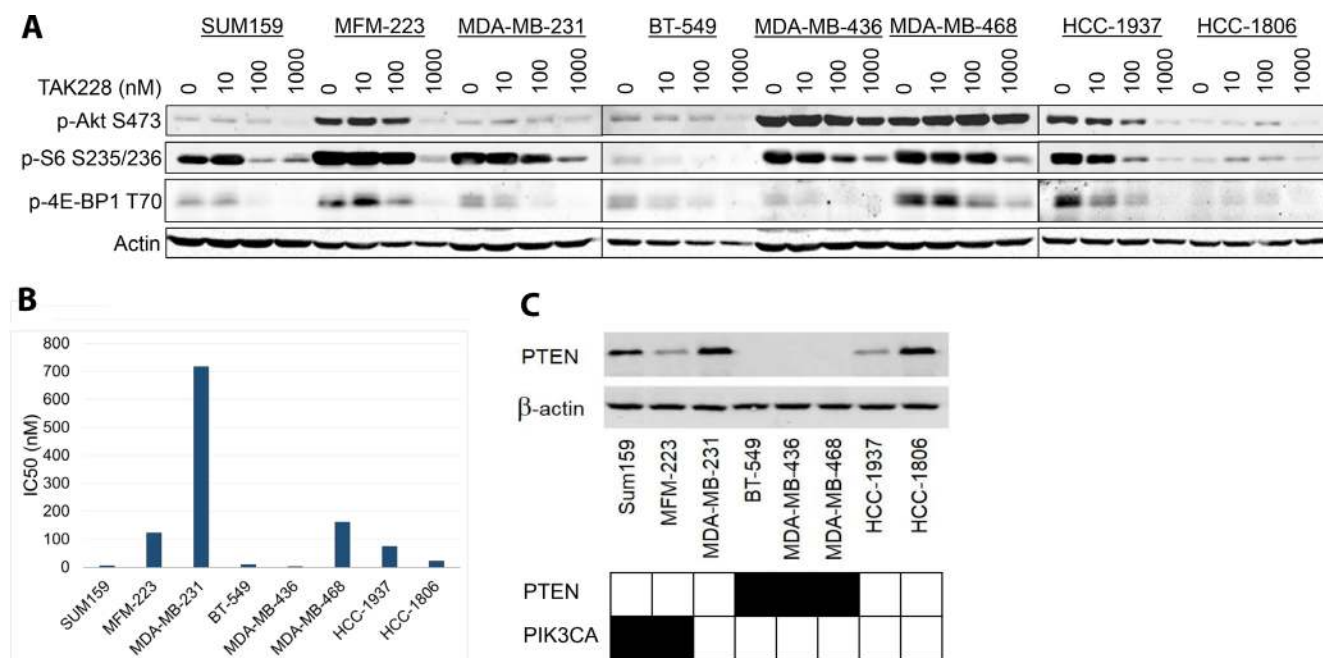 A
SUM159 MFM-223 MDA-MB-231 BT-549 MDA-MB-436 MDA-MB-468 HCC-1937 HCC-1806
TAK228 (nM) 0 10 100 1000 0 10 100 1000 0 10 100 1000 0 10 100 1000 0 10 100 1000 0 10 100 1000 0 10 100 1000 0 10 100 1000
p-Akt S473
p-S6 S235/236
p-4E-BP1 T70
Actin
B
800
700
600
500
400
300
200
100
0
IC50 (nM)
SUM159 MFM-223 MDA-MB-231 BT-549 MDA-MB-436 MDA-MB-468 HCC-1937 HCC-1806
C
PTEN
β-actin
Sum159 MFM-223 MDA-MB-231 BT-549 MDA-MB-436 MDA-MB-468 HCC-1937 HCC-1806
PTEN
PIK3CA